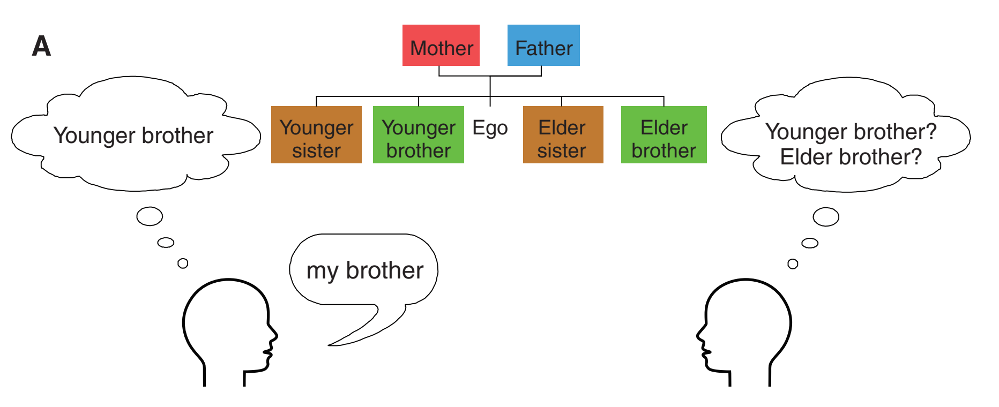 A
Mother
Father
Younger brother
Younger
sister
Younger
brother
Ego
Elder
sister
Elder
brother
Younger brother?
Elder brother?
my brother